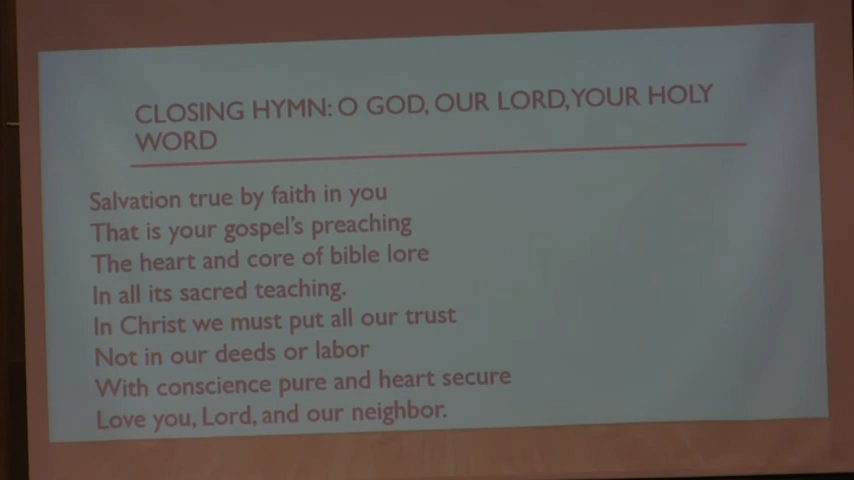 CLOSING HYMN: O GOD, OUR LORD, YOUR HOLY
WORD
Salvation true by faith in you
That is your gospel's preaching
The heart and core of bible lore
In all its sacred teaching.
In Christ we must put all our trust
Not in our deeds or labor
With conscience pure and heart secure
Love you, Lord, and our neighbor.